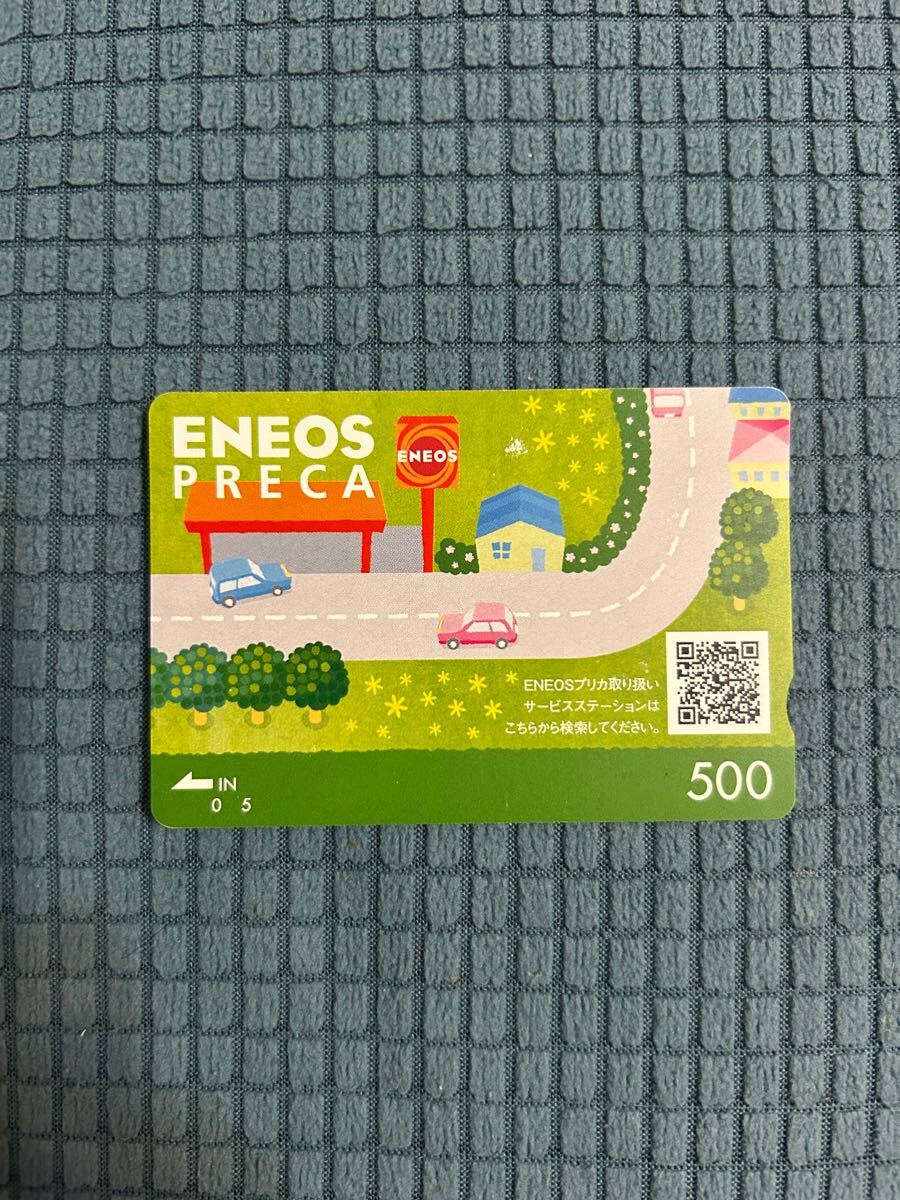 ENEOS
PRECA
ENEOS
ENEOSプリカ取り扱い
サービスステーションは
こちらから検索してください。
IN
0 5
500